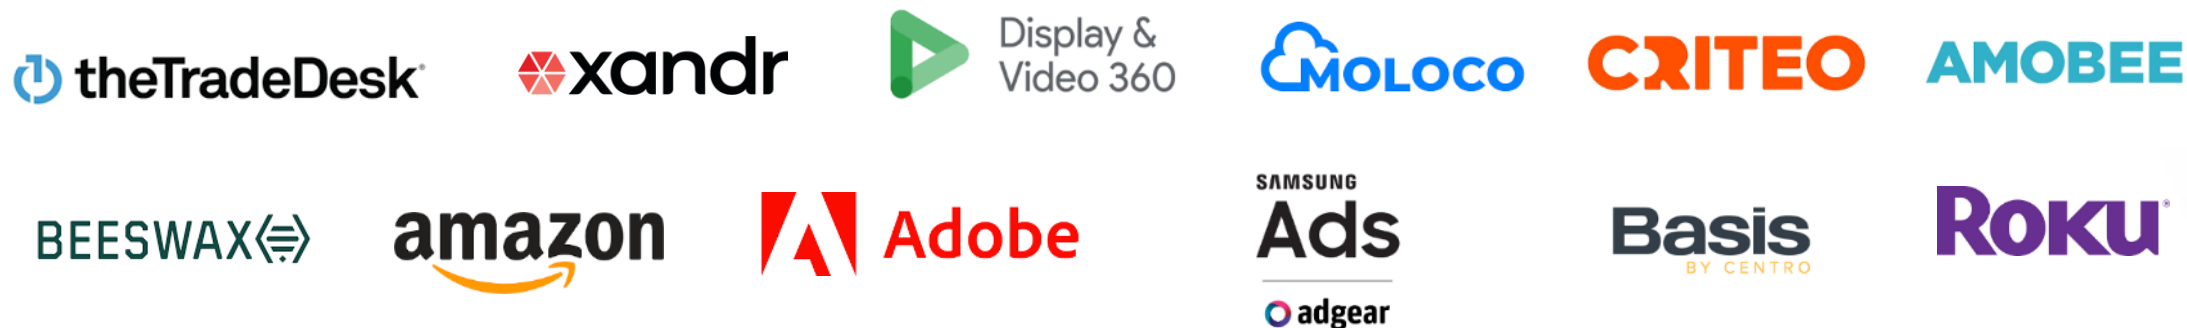 theTradeDesk®
xandr
Display &
Video 360
MOLOCO
CRITEO
AMOBEE
BEESWAX
amazon
Adobe
SAMSUNG
Ads
adgear
Basis
BY CENTRO
ROKU®